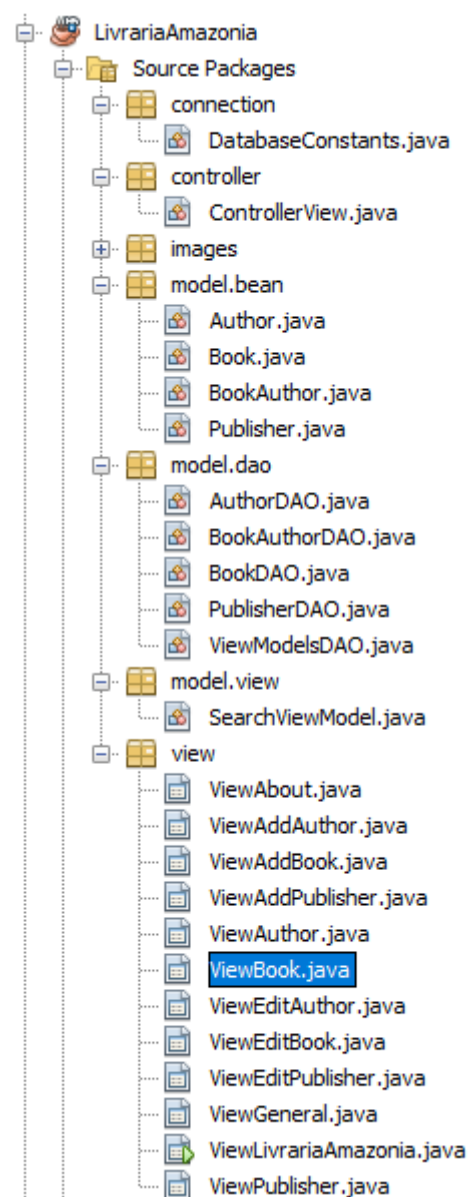 LivrariaAmazonia
Source Packages
connection
DatabaseConstants.java
controller
ControllerView.java
images
model.bean
Author.java
Book.java
BookAuthor.java
Publisher.java
model.dao
AuthorDAO.java
BookAuthorDAO.java
BookDAO.java
PublisherDAO.java
ViewModelsDAO.java
model.view
SearchViewModel.java
view
ViewAbout.java
ViewAddAuthor.java
ViewAddBook.java
ViewAddPublisher.java
ViewAuthor.java
ViewBook.java
ViewEditAuthor.java
ViewEditBook.java
ViewEditPublisher.java
ViewGeneral.java
ViewLivrariaAmazonia.java
ViewPublisher.java